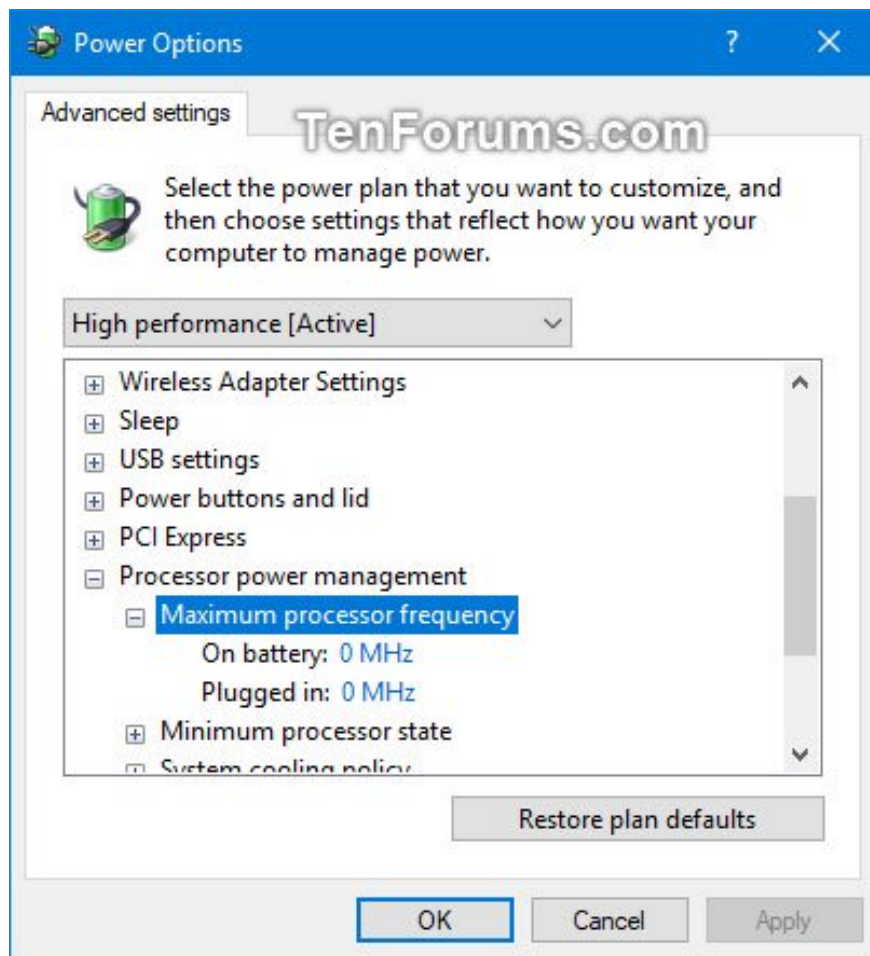 Power Options
Advanced settings
TenForums.com
Select the power plan that you want to customize, and
then choose settings that reflect how you want your
computer to manage power.
High performance [Active]
Wireless Adapter Settings
Sleep
USB settings
Power buttons and lid
PCI Express
Processor power management
Maximum processor frequency
On battery: 0 MHz
Plugged in: 0 MHz
Minimum processor state
System cooling policy
Restore plan defaults
OK
Cancel
Apply